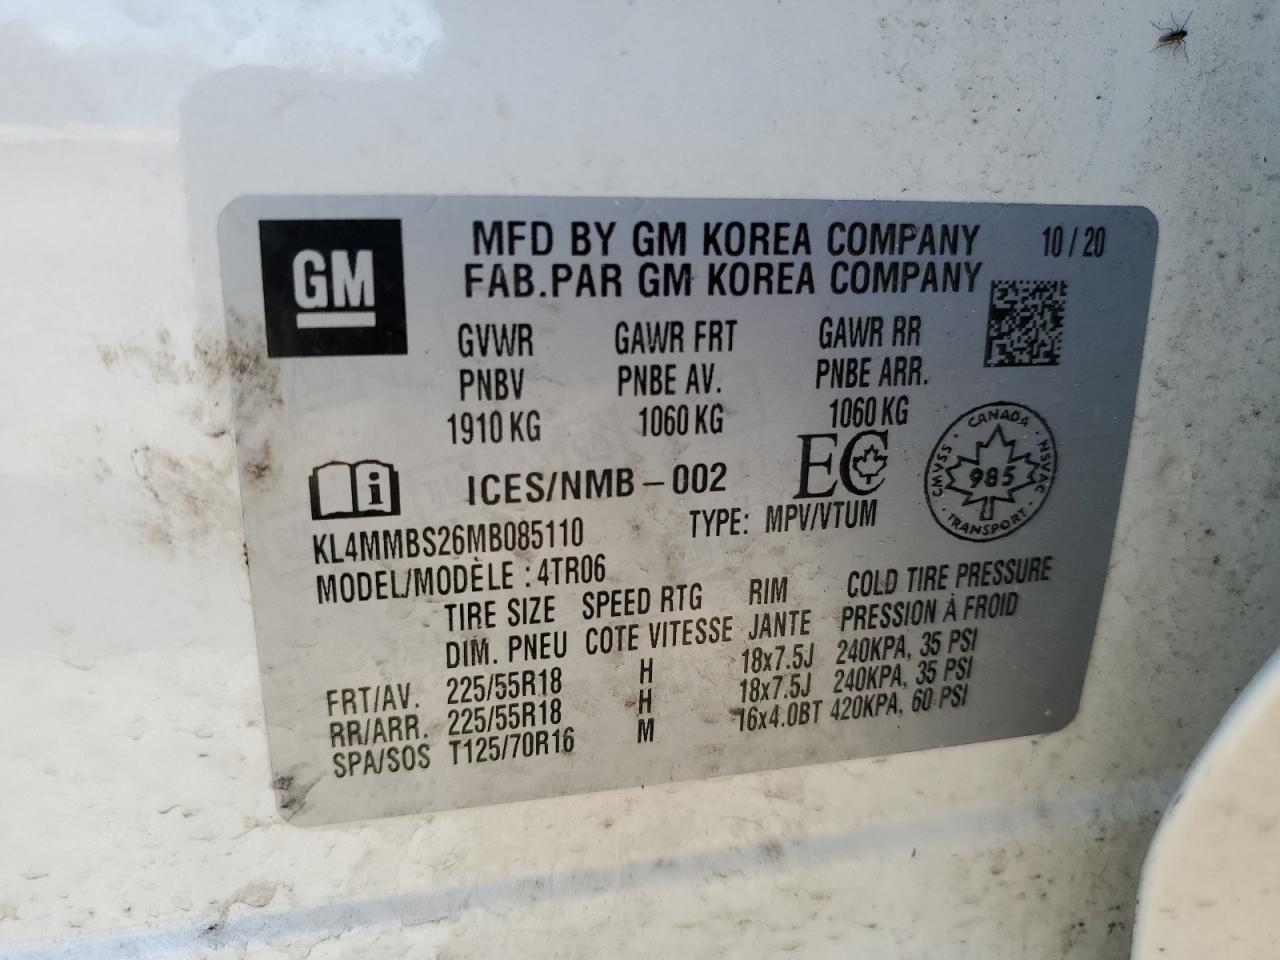 GM
MFD BY GM KOREA COMPANY 10/20
FAB.PAR GM KOREA COMPANY
GVWR GAWR FRT GAWR RR
PNBV PNBE AV. PNBE ARR.
1910 KG 1060 KG 1060 KG
i ICES/NMB-002 EC
CANADA CMVSS NSVAC 985 TRANSPORT
KL4MMBS26MB085110 TYPE: MPV/VTUM
MODEL/MODÈLE : 4TR06
TIRE SIZE SPEED RTG RIM COLD TIRE PRESSURE
DIM. PNEU COTE VITESSE JANTE PRESSION À FROID
FRT/AV. 225/55R18 H 18x7.5J 240KPA, 35 PSI
RR/ARR. 225/55R18 H 18x7.5J 240KPA, 35 PSI
SPA/SOS T125/70R16 M 16x4.0BT 420KPA, 60 PSI